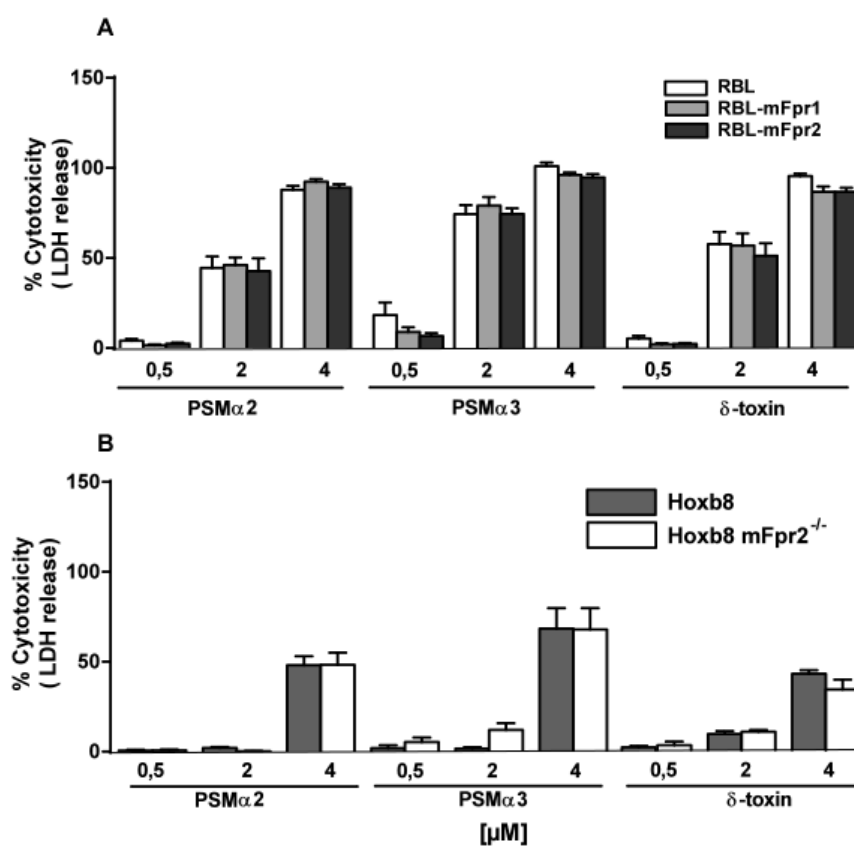 A
150
100
50
0
% Cytotoxicity
( LDH release)
RBL
RBL-mFpr1
RBL-mFpr2
0,5 2 4 0,5 2 4 0,5 2 4
PSMα2 PSMα3 δ-toxin
B
150
100
50
0
% Cytotoxicity
( LDH release)
Hoxb8
Hoxb8 mFpr2-/-
0,5 2 4 0,5 2 4 0,5 2 4
PSMα2 PSMα3 δ-toxin
[µM]